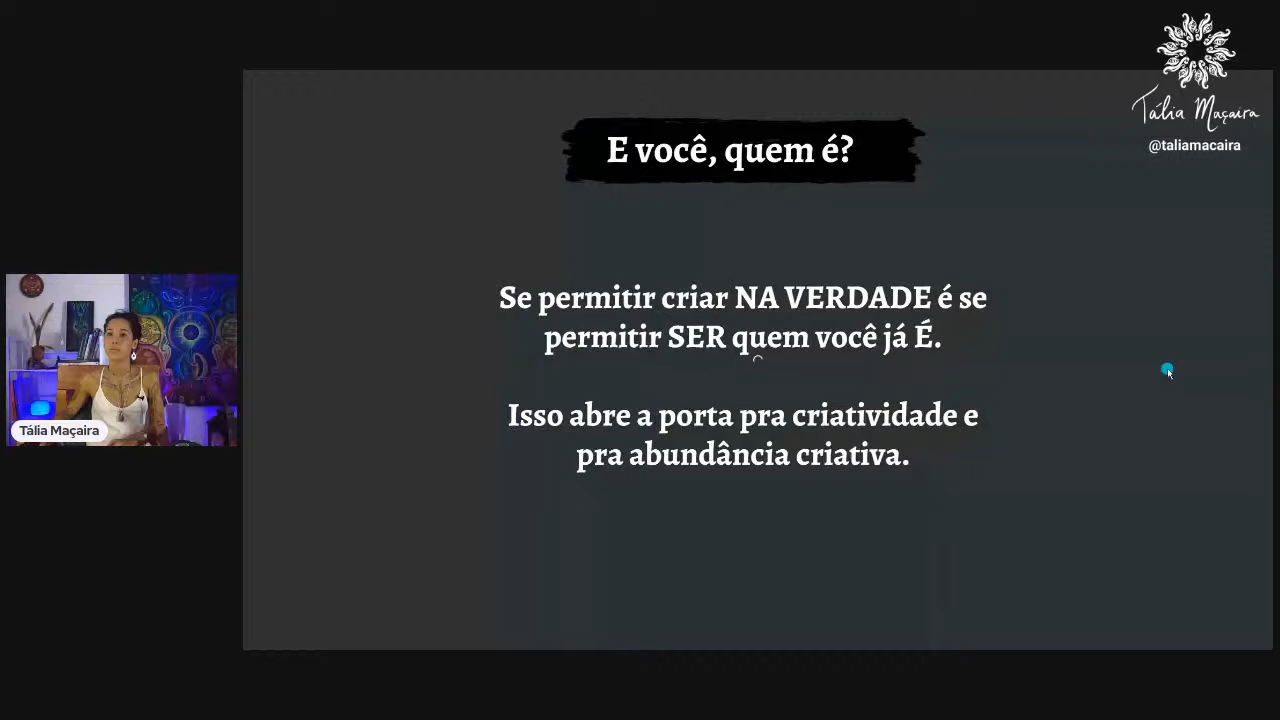 Tália Maçaira
@taliamacaira
E você, quem é?
Se permitir criar NA VERDADE é se
permitir SER quem você já É.
Isso abre a porta pra criatividade e
pra abundância criativa.
Tália Maçaira